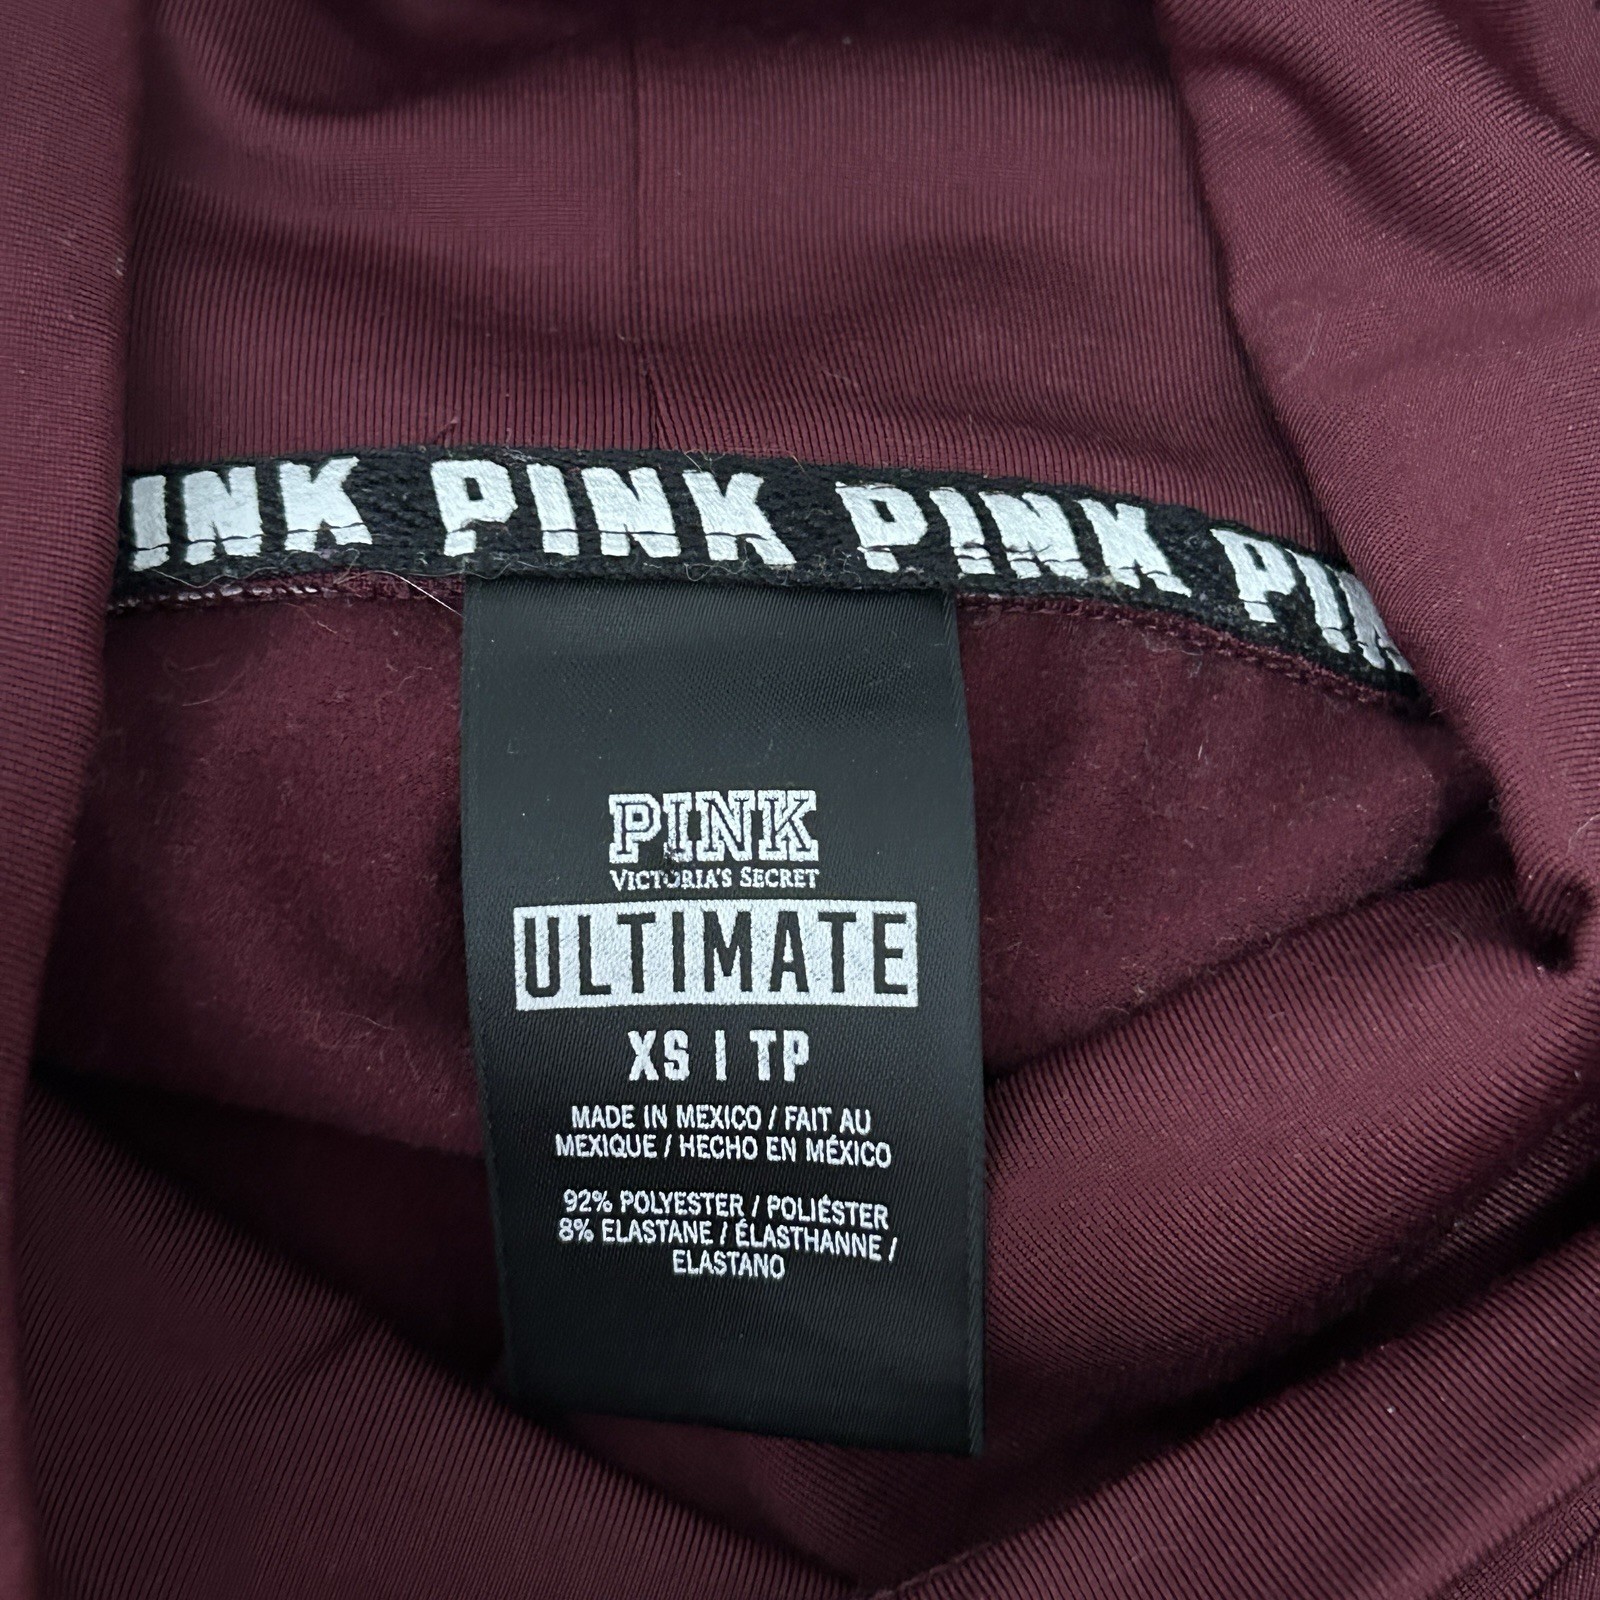 INK PINK PINK PIN
PINK
VICTORIA'S SECRET
ULTIMATE
XS | TP
MADE IN MEXICO / FAIT AU
MEXIQUE / HECHO EN MÉXICO
92% POLYESTER / POLIÉSTER
8% ELASTANE / ÉLASTHANNE /
ELASTANO